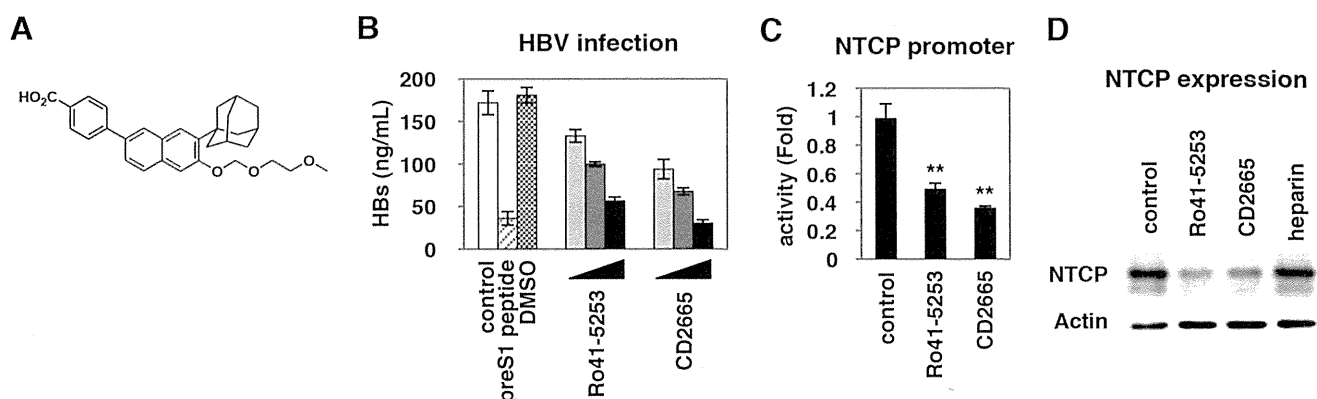 A
HO2C
O
O
O
B
HBV infection
HBs (ng/mL)
200
150
100
50
0
control
preS1 peptide
DMSO
Ro41-5253
CD2665
C
NTCP promoter
activity (Fold)
1.2
1
0.8
0.6
0.4
0.2
0
**
**
control
Ro41-5253
CD2665
D
NTCP expression
control
Ro41-5253
CD2665
heparin
NTCP
Actin